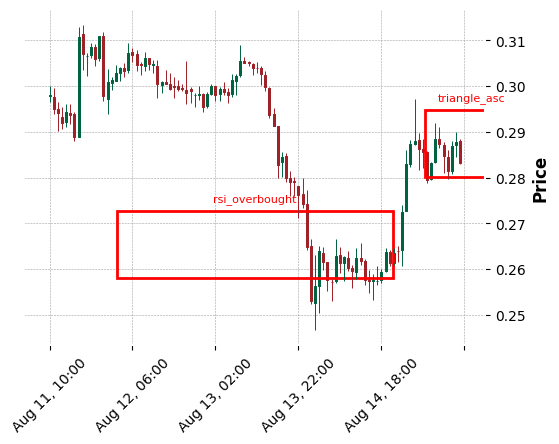 triangle_asc
rsi_overbought
0.31
0.30
0.29
0.28
0.27
0.26
0.25
Price
Aug 11, 10:00
Aug 12, 06:00
Aug 13, 02:00
Aug 13, 22:00
Aug 14, 18:00